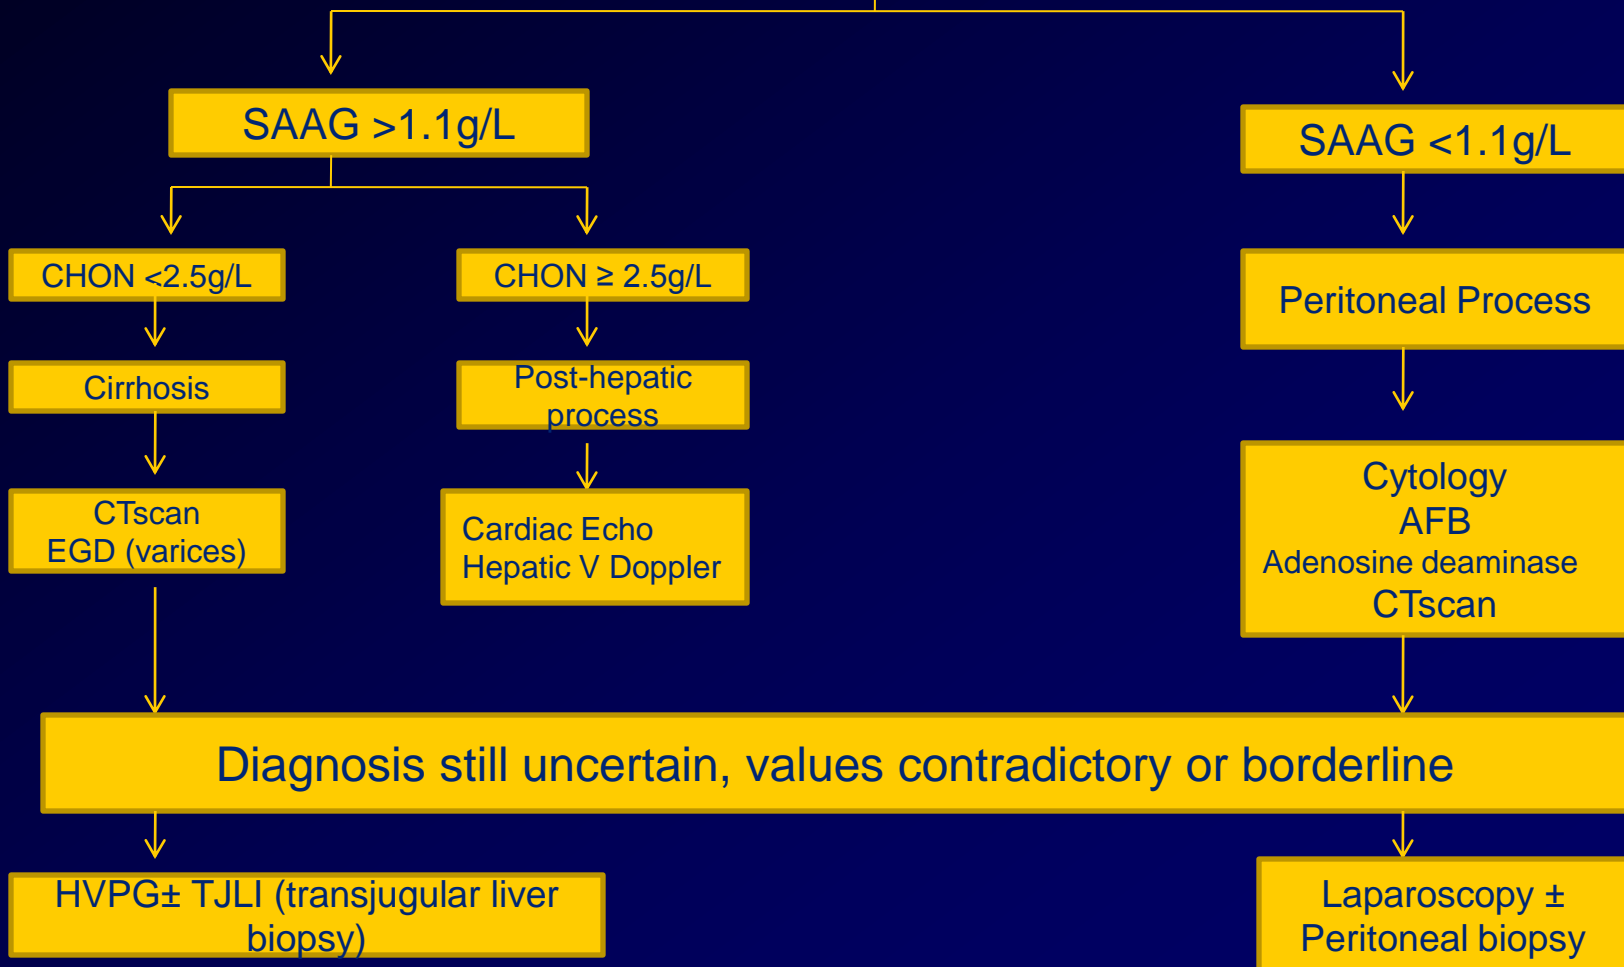 SAAG >1.1g/L
SAAG <1.1g/L
CHON <2.5g/L
CHON ≥ 2.5g/L
Peritoneal Process
Cirrhosis
Post-hepatic
process
CTscan
EGD (varices)
Cardiac Echo
Hepatic V Doppler
Cytology
AFB
Adenosine deaminase
CTscan
Diagnosis still uncertain, values contradictory or borderline
HVPG± TJLI (transjugular liver
biopsy)
Laparoscopy ±
Peritoneal biopsy